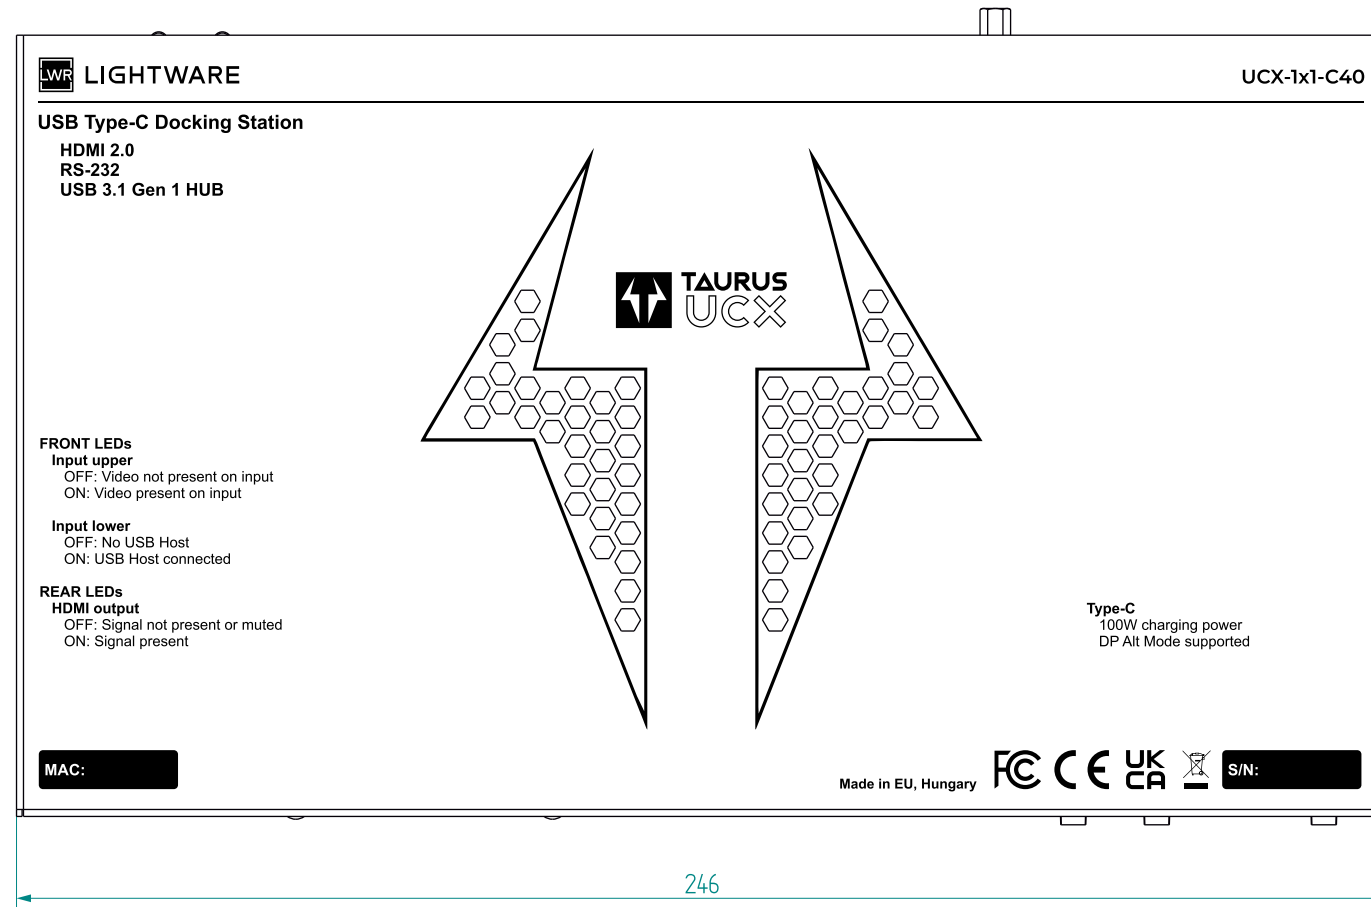 LWR LIGHTWARE
UCX-1x1-C40
USB Type-C Docking Station
HDMI 2.0
RS-232
USB 3.1 Gen 1 HUB
TAURUS
UCX
FRONT LEDs
Input upper
OFF: Video not present on input
ON: Video present on input
Input lower
OFF: No USB Host
ON: USB Host connected
REAR LEDs
HDMI output
OFF: Signal not present or muted
ON: Signal present
Type-C
100W charging power
DP Alt Mode supported
MAC:
Made in EU, Hungary
FC CE UK
CA
S/N:
246